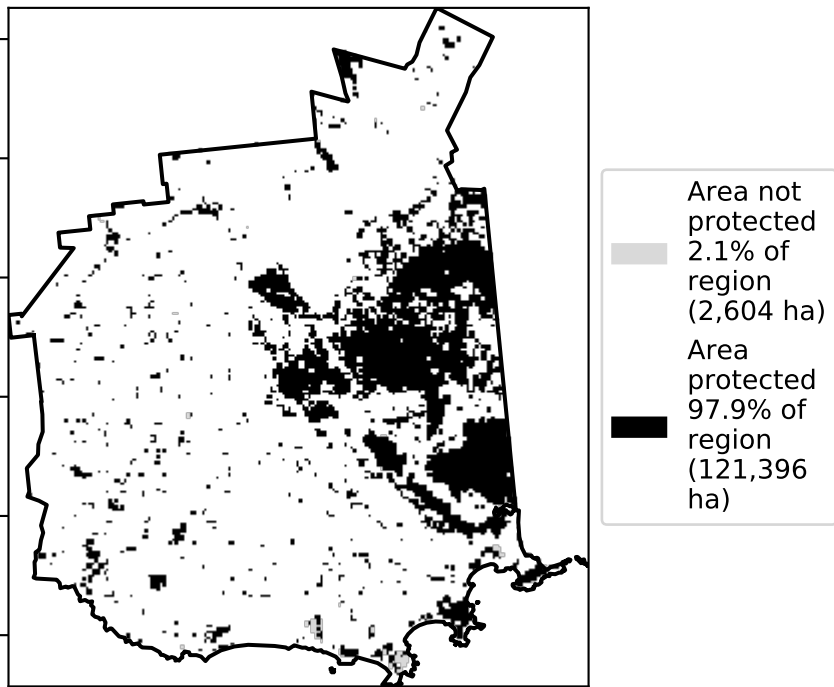 Area not
protected
2.1% of
region
(2,604 ha)
Area
protected
97.9% of
region
(121,396
ha)